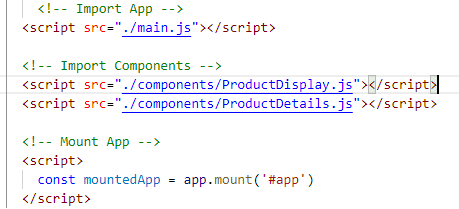 <!-- Import App -->
<script src="./main.js"></script>
<!-- Import Components -->
<script src="./components/ProductDisplay.js"></script>
<script src="./components/ProductDetails.js"></script>
<!-- Mount App -->
<script>
const mountedApp = app.mount('#app')
</script>